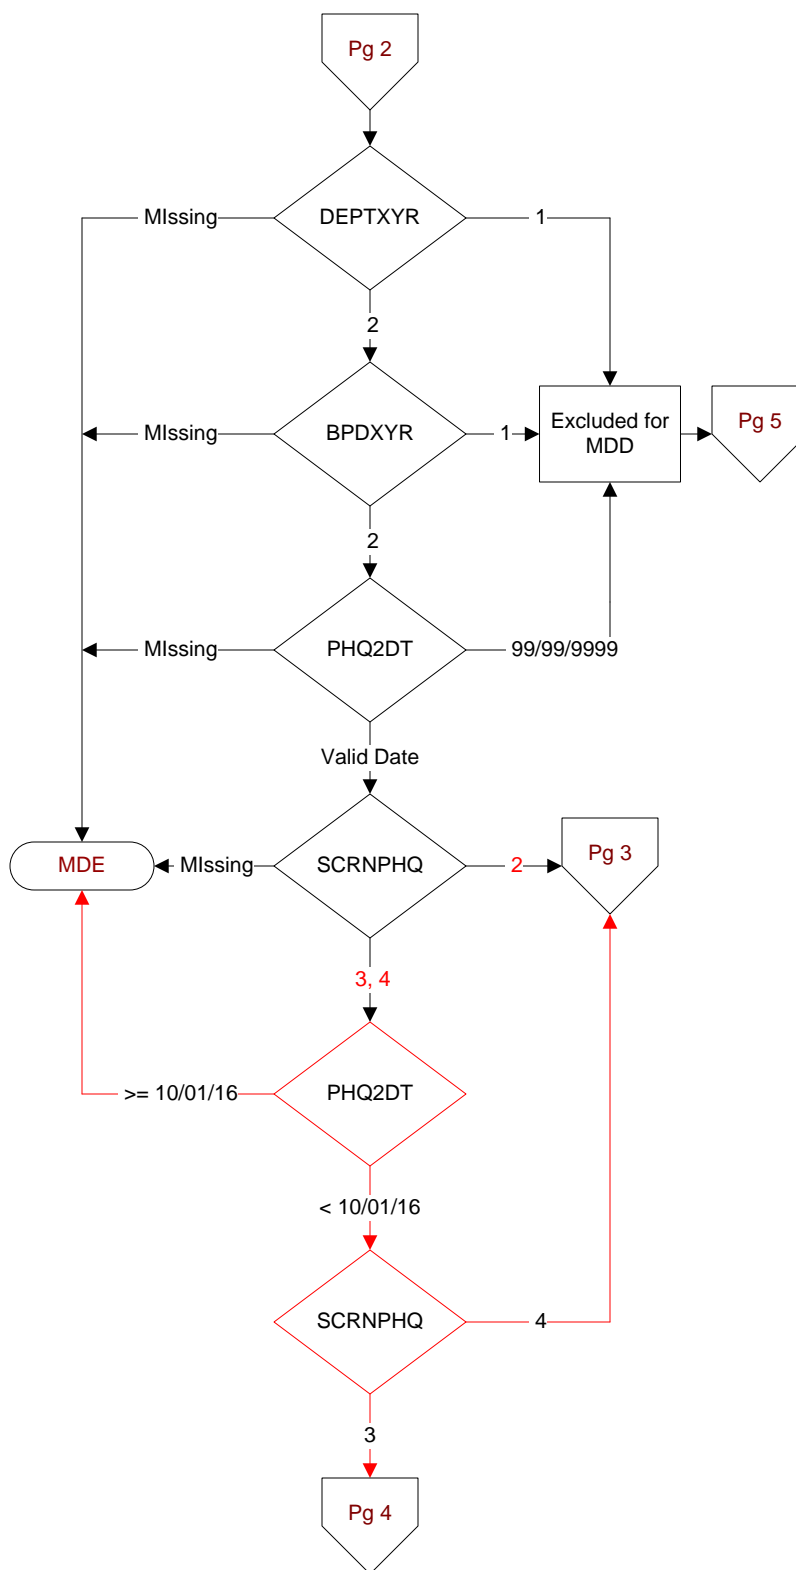 Pg 2
DEPTXYR
MIssing
1
2
BPDXYR
MIssing
1
Excluded for
MDD
Pg 5
2
PHQ2DT
MIssing
99/99/9999
Valid Date
MDE
MIssing
SCRNPHQ
2
Pg 3
3, 4
PHQ2DT
>= 10/01/16
< 10/01/16
SCRNPHQ
4
3
Pg 4